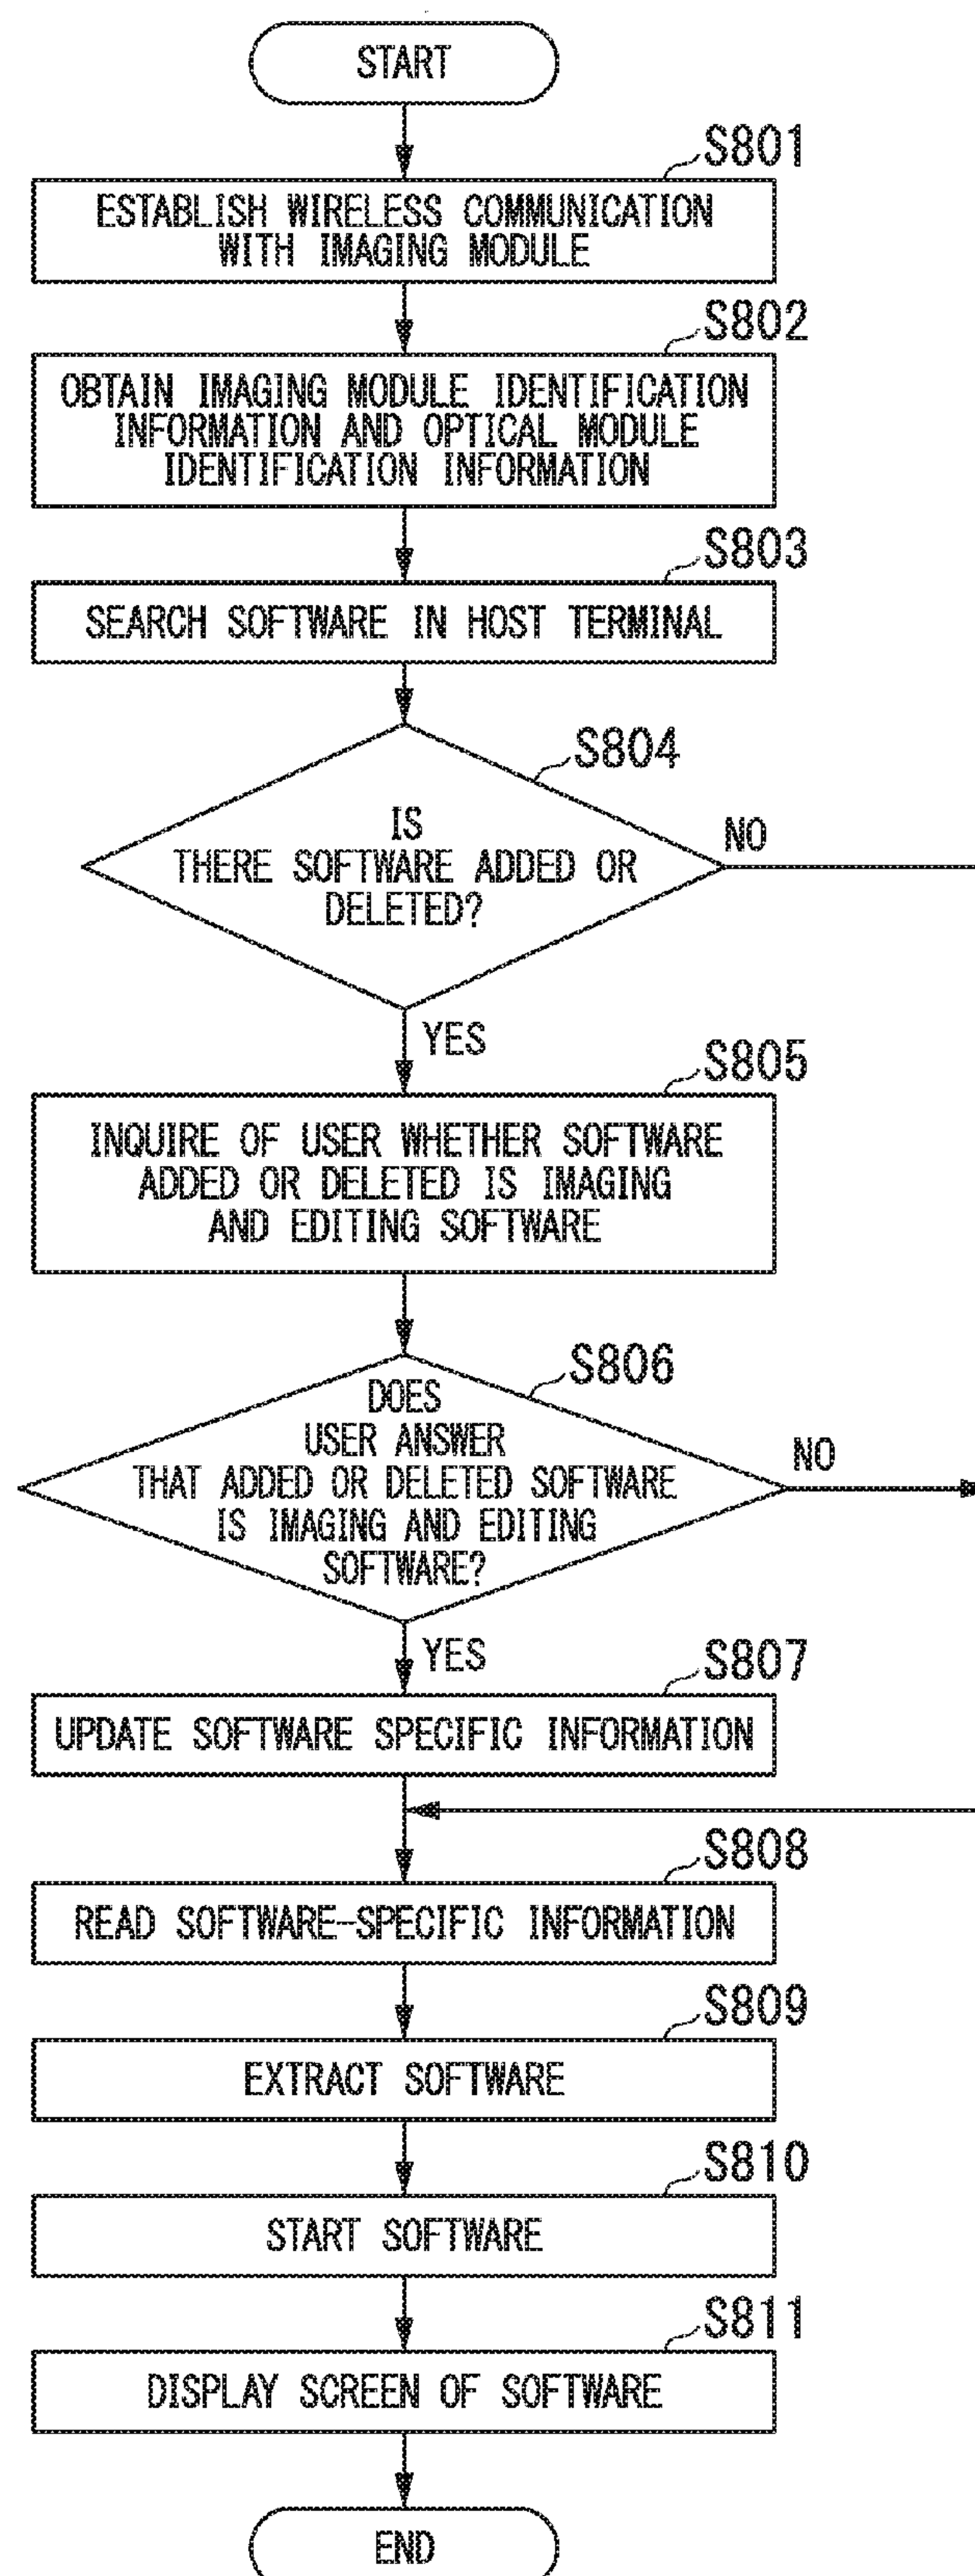 START
S801
ESTABLISH WIRELESS COMMUNICATION
WITH IMAGING MODULE
S802
OBTAIN IMAGING MODULE IDENTIFICATION
INFORMATION AND OPTICAL MODULE
IDENTIFICATION INFORMATION
S803
SEARCH SOFTWARE IN HOST TERMINAL
S804
IS
THERE SOFTWARE ADDED OR
DELETED?
NO
YES
S805
INQUIRE OF USER WHETHER SOFTWARE
ADDED OR DELETED IS IMAGING
AND EDITING SOFTWARE
S806
DOES
USER ANSWER
THAT ADDED OR DELETED SOFTWARE
IS IMAGING AND EDITING
SOFTWARE?
NO
YES
S807
UPDATE SOFTWARE SPECIFIC INFORMATION
S808
READ SOFTWARE-SPECIFIC INFORMATION
S809
EXTRACT SOFTWARE
S810
START SOFTWARE
S811
DISPLAY SCREEN OF SOFTWARE
END